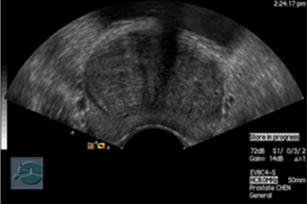 2:24:17 pm
Store in progress
72dB S1/ 0/3/2
Gain= 14dB Δ=1
EV8C4-S
50mm
Prostate CHEN
General